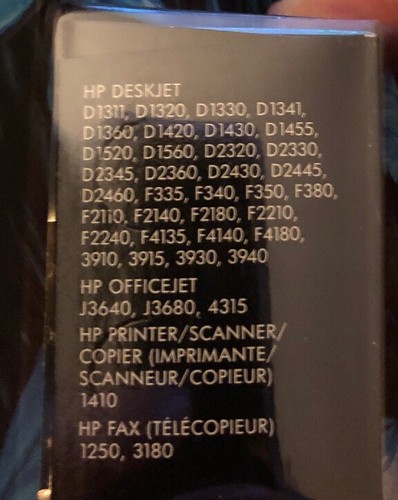 HP DESKJET
D1311, D1320, D1330, D1341,
D1360, D1420, D1430, D1455,
D1520, D1560, D2320, D2330,
D2345, D2360, D2430, D2445,
D2460, F335, F340, F350, F380,
F2110, F2140, F2180, F2210,
F2240, F4135, F4140, F4180,
3910, 3915, 3930, 3940
HP OFFICEJET
J3640, J3680, 4315
HP PRINTER/SCANNER/
COPIER (IMPRIMANTE/
SCANNEUR/COPIEUR)
1410
HP FAX (TÉLÉCOPIEUR)
1250, 3180